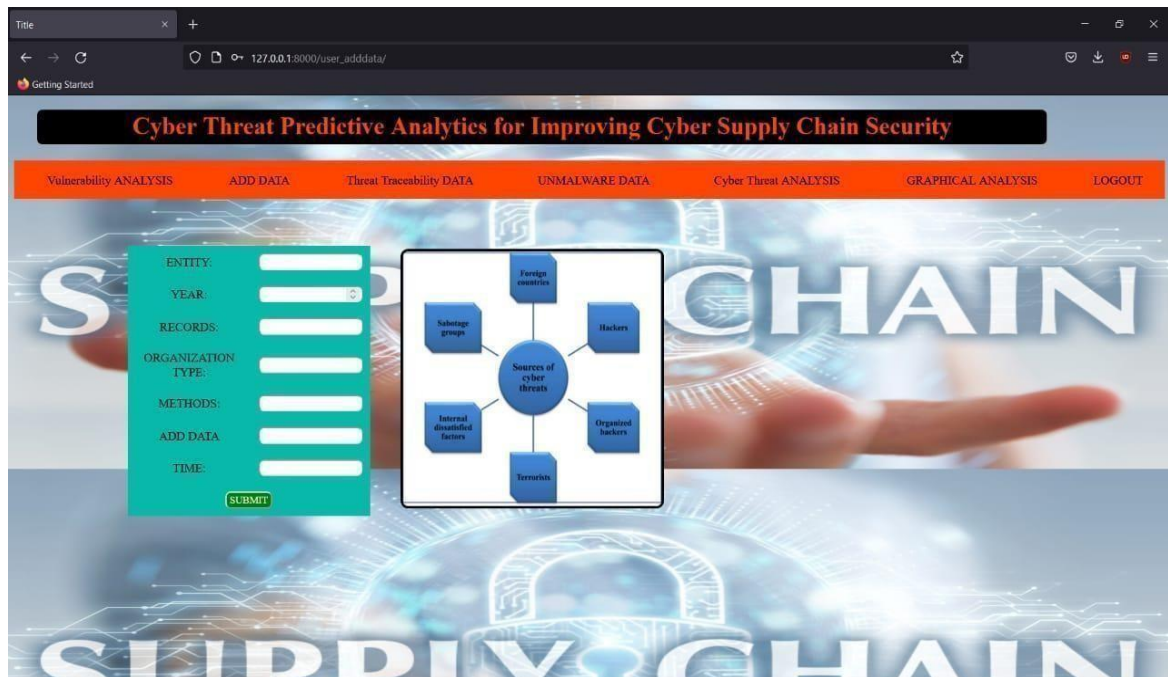 Title
127.0.0.1:8000/user_adddata/
Getting Started
Cyber Threat Predictive Analytics for Improving Cyber Supply Chain Security
Vulnerability ANALYSIS ADD DATA Threat Traceability DATA UNMALWARE DATA Cyber Threat ANALYSIS GRAPHICAL ANALYSIS LOGOUT
ENTITY:
YEAR:
RECORDS:
ORGANIZATION
TYPE:
METHODS:
ADD DATA
TIME:
SUBMIT
Foreign
countries
Sabotage
groups
Hackers
Sources of
cyber
threats
Internal
dissatisfied
factors
Organized
hackers
Terrorists
SUPPLY CHAIN
SUPPLY CHAIN